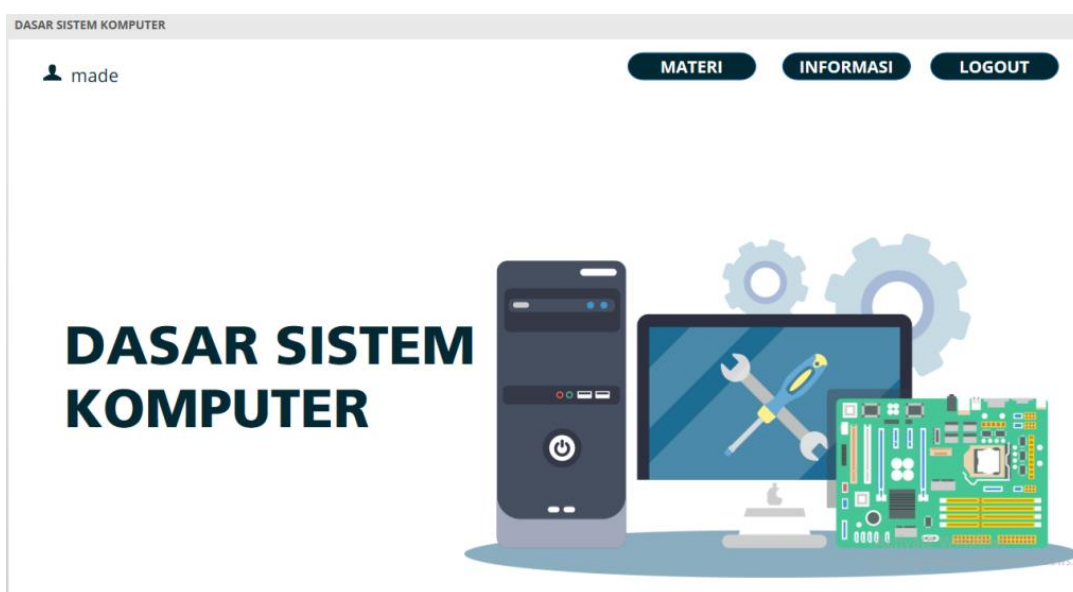 DASAR SISTEM KOMPUTER
made
MATERI
INFORMASI
LOGOUT
DASAR SISTEM
KOMPUTER